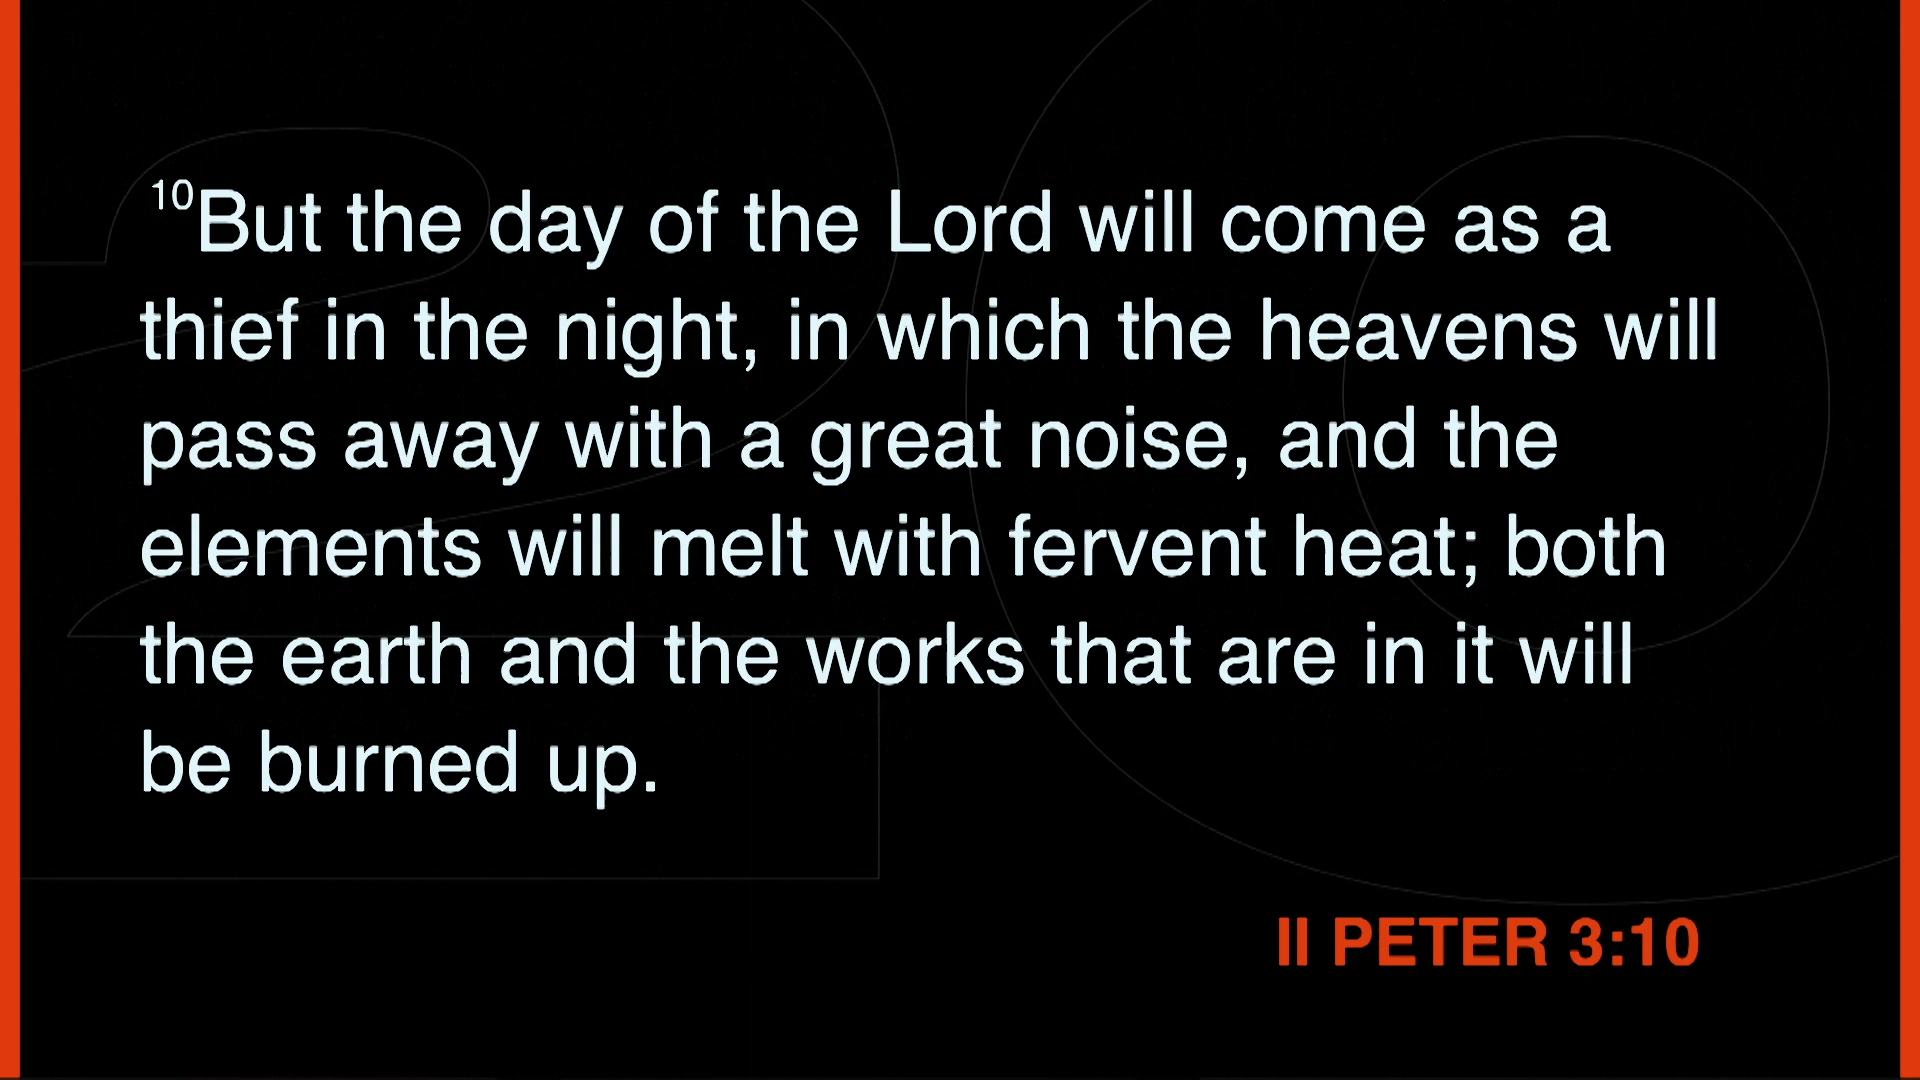 10But the day of the Lord will come as a
thief in the night, in which the heavens will
pass away with a great noise, and the
elements will melt with fervent heat; both
the earth and the works that are in it will
be burned up.
II PETER 3:10